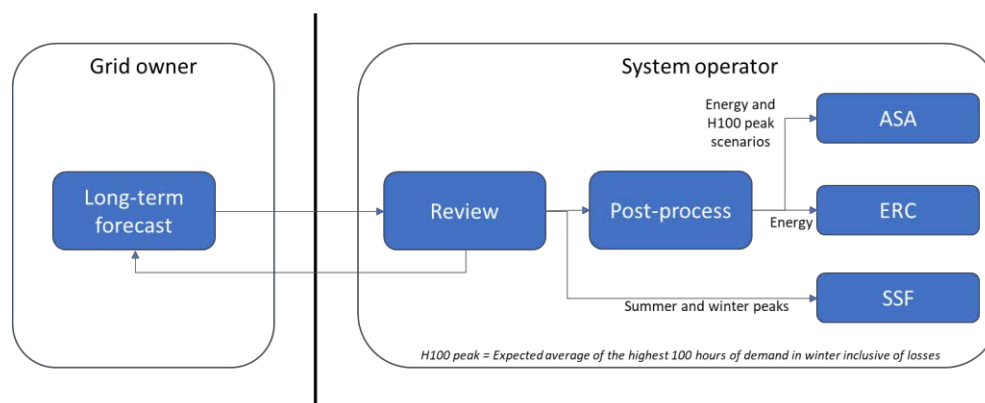 Grid owner
System operator
Long-term
forecast
Review
Post-process
Energy and
H100 peak
scenarios
ASA
Energy
ERC
Summer and winter peaks
SSF
H100 peak = Expected average of the highest 100 hours of demand in winter inclusive of losses